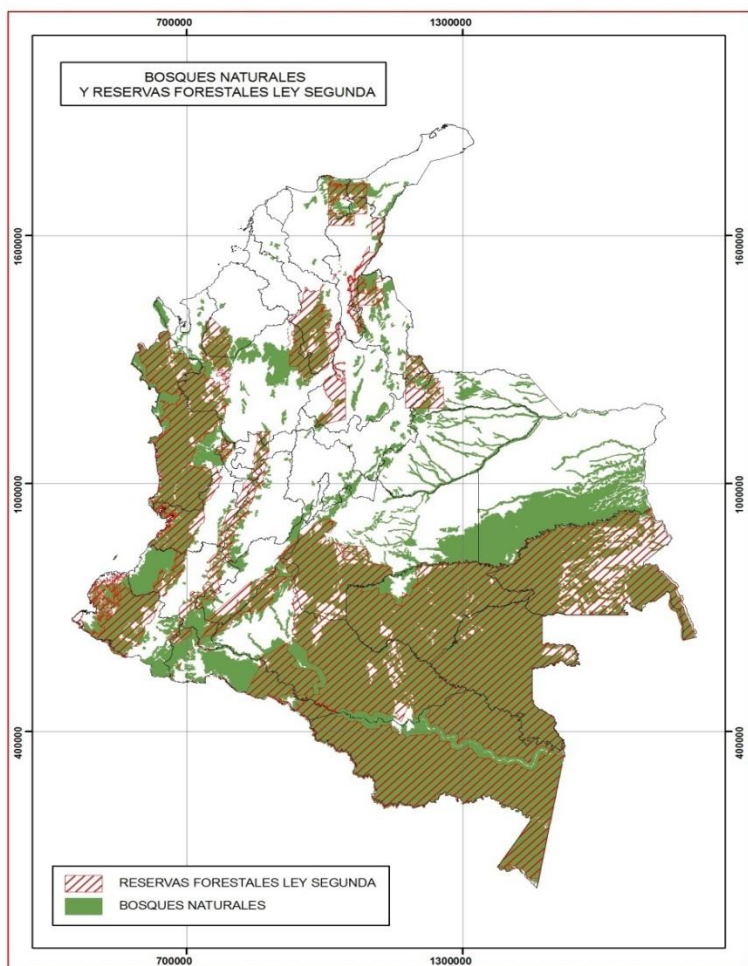 700000
1300000
BOSQUES NATURALES
Y RESERVAS FORESTALES LEY SEGUNDA
1600000
1600000
1000000
1000000
400000
400000
RESERVAS FORESTALES LEY SEGUNDA
BOSQUES NATURALES
700000
1300000